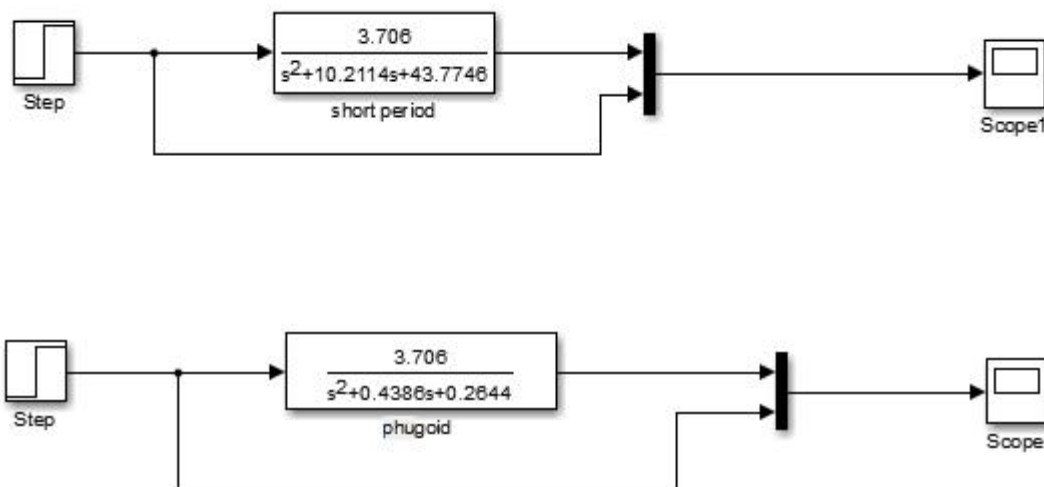 3.706
s²+10.2114s+43.7746
Step
short period
Scope1
3.706
s²+0.4386s+0.2644
Step
phugoid
Scope